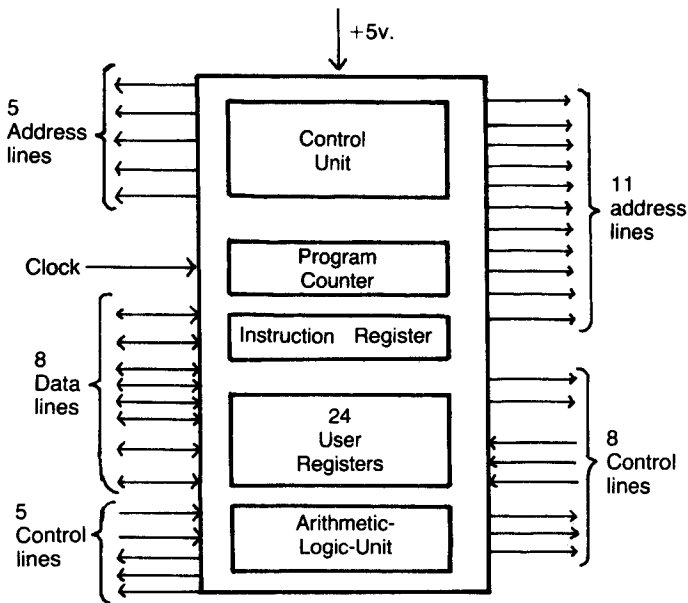 +5v.
5
Address
lines
Control
Unit
11
address
lines
Clock
Program
Counter
Instruction Register
8
Data
lines
24
User
Registers
8
Control
lines
5
Control
lines
Arithmetic-
Logic-Unit